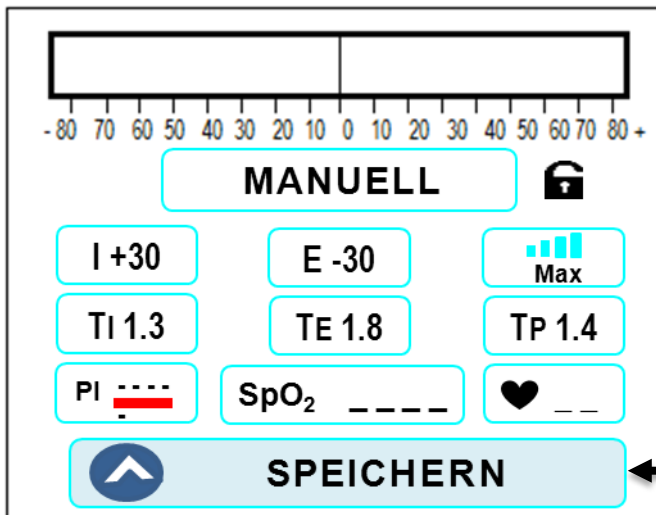 - 80 70 60 50 40 30 20 10 0 10 20 30 40 50 60 70 80 +
MANUELL
I +30 E -30 Max
TI 1.3 TE 1.8 TP 1.4
PI ---- - SpO₂ _ _ _ _ _ _
SPEICHERN